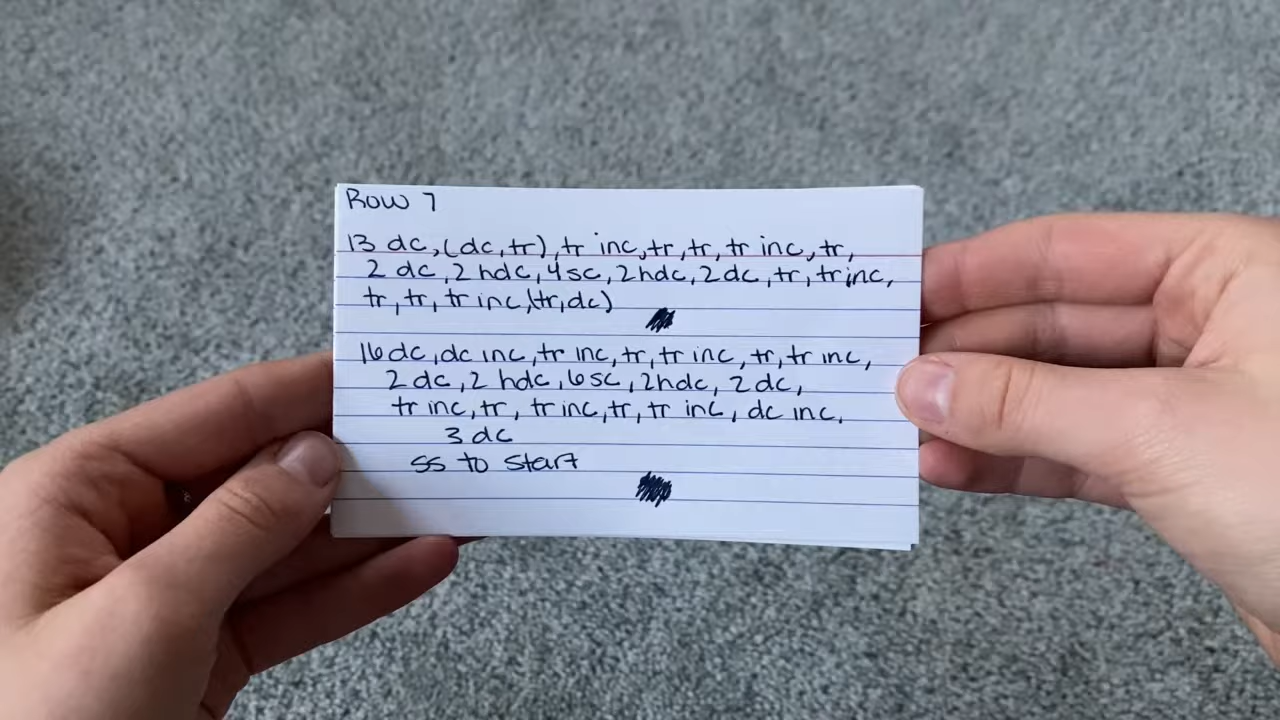 Row 7
13 dc, (dc, tr), tr inc, tr, tr, tr inc, tr,
2 dc, 2 hdc, 4 sc, 2 hdc, 2 dc, tr, tr inc,
tr, tr, tr inc, (tr, dc)
16 dc, dc inc, tr inc, tr, tr inc, tr, tr inc,
2 dc, 2 hdc, 6 sc, 2 hdc, 2 dc,
tr inc, tr, tr inc, tr, tr inc, dc inc,
3 dc
ss to start